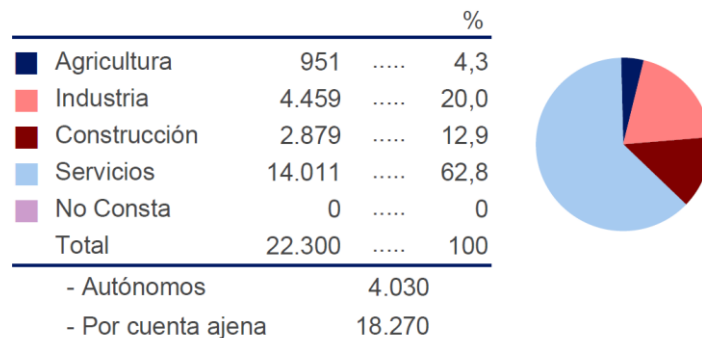 %
Agricultura 951 ..... 4,3
Industria 4.459 ..... 20,0
Construcción 2.879 ..... 12,9
Servicios 14.011 ..... 62,8
No Consta 0 ..... 0
Total 22.300 ..... 100
- Autónomos 4.030
- Por cuenta ajena 18.270